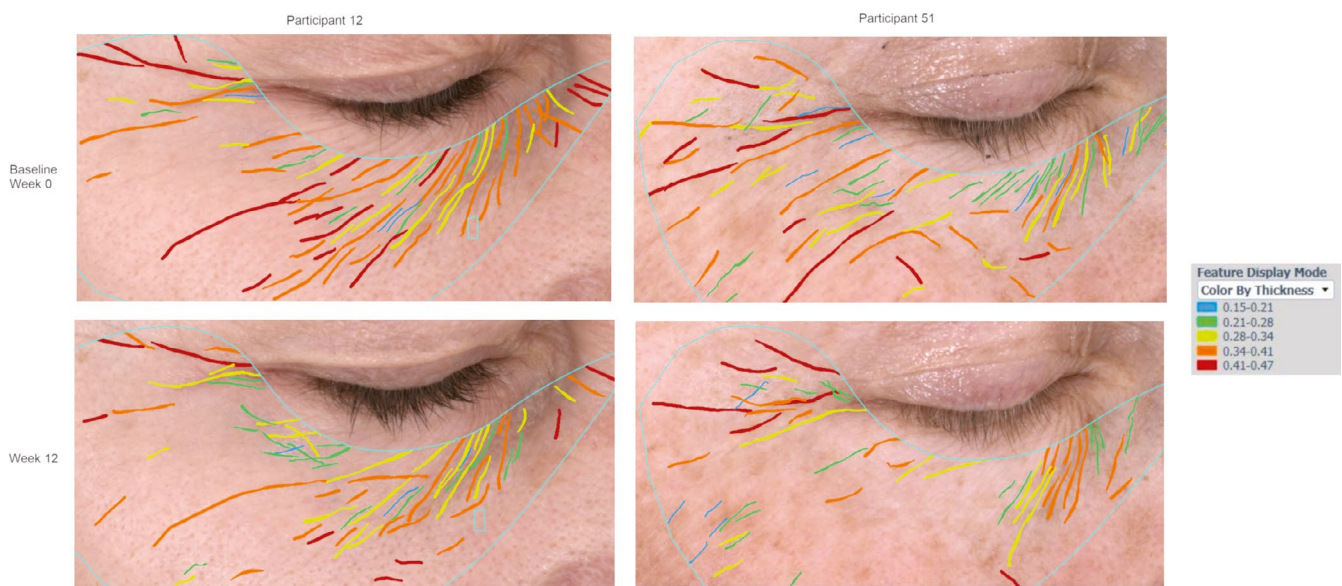 Participant 12
Participant 51
Baseline
Week 0
Week 12
Feature Display Mode
Color By Thickness
0.15-0.21
0.21-0.28
0.28-0.34
0.34-0.41
0.41-0.47